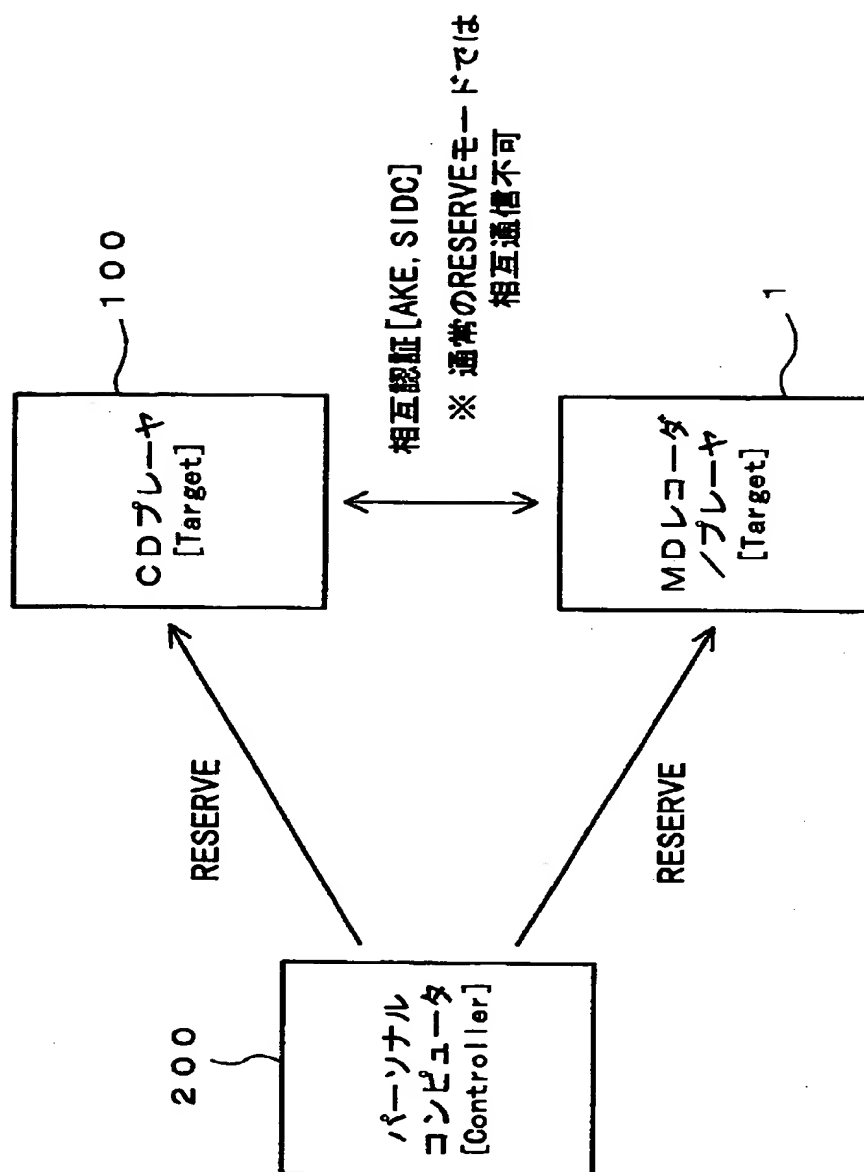 200
パーソナル
コンピュータ
[Controller]
RESERVE
RESERVE
100
CDプレーヤ
[Target]
相互認証[AKE, SIDC]
※ 通常のRESERVEモードでは
相互通信不可
1
MDレコーダ
/プレーヤ
[Target]